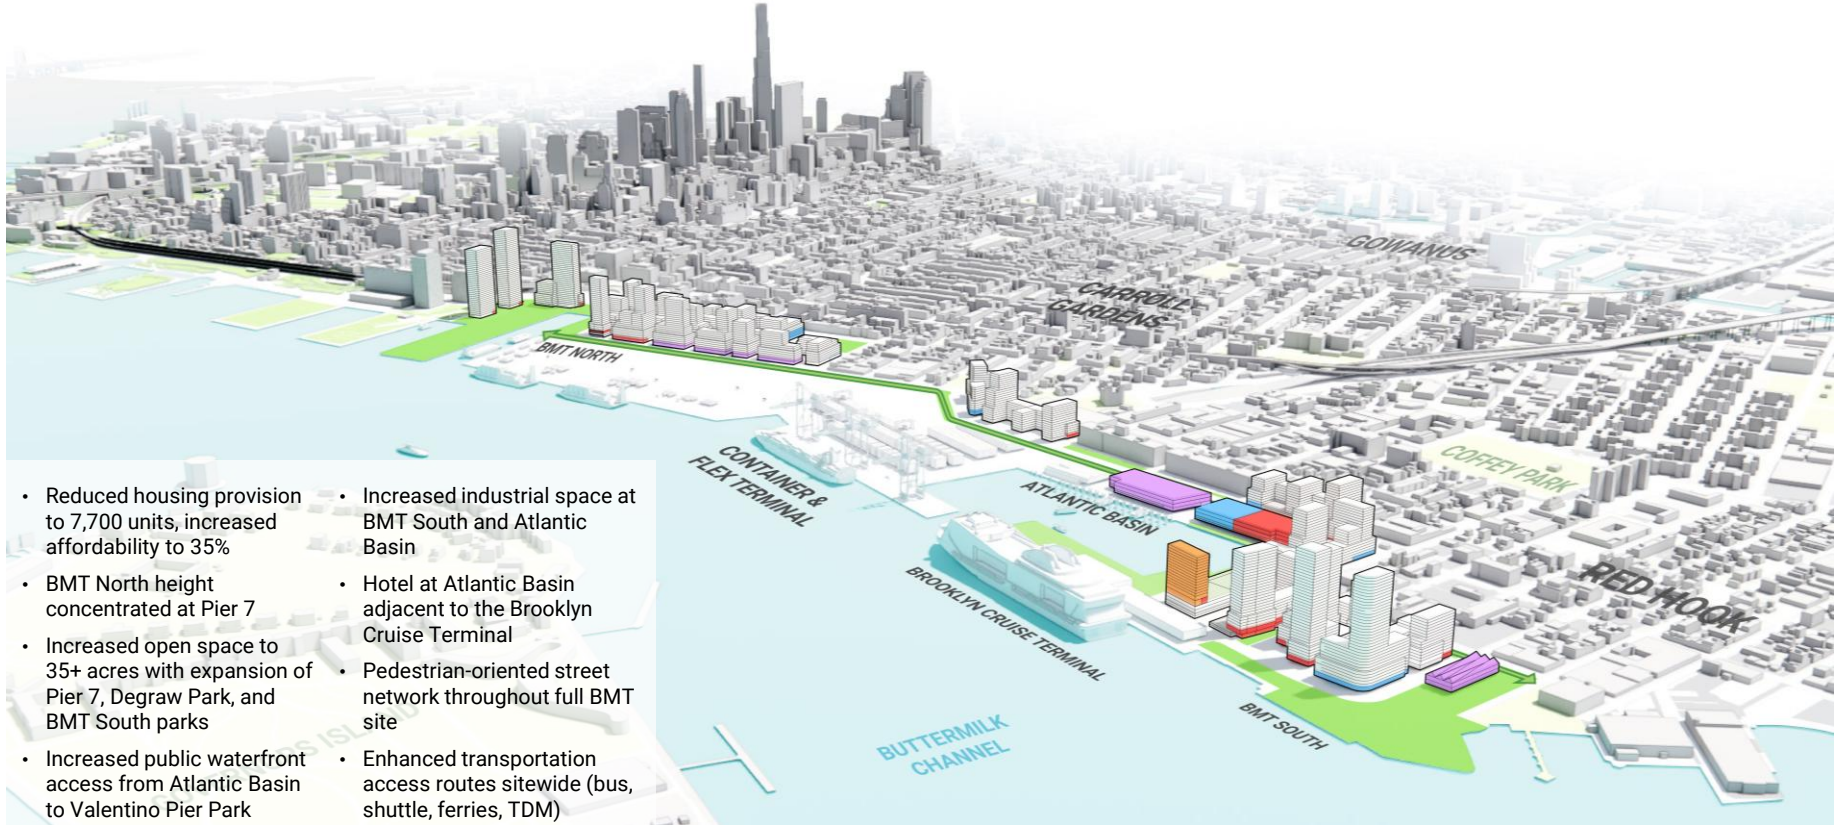 GOWANUS
CARROLL
GARDENS
BMT NORTH
CONTAINER &
FLEX TERMINAL
COFFEY PARK
ATLANTIC BASIN
BROOKLYN CRUISE TERMINAL
RED HOOK
BMT SOUTH
BUTTERMILK
CHANNEL
GOVERNORS ISLAND
• Reduced housing provision
to 7,700 units, increased
affordability to 35%
• BMT North height
concentrated at Pier 7
• Increased open space to
35+ acres with expansion of
Pier 7, Degraw Park, and
BMT South parks
• Increased public waterfront
access from Atlantic Basin
to Valentino Pier Park
• Increased industrial space at
BMT South and Atlantic
Basin
• Hotel at Atlantic Basin
adjacent to the Brooklyn
Cruise Terminal
• Pedestrian-oriented street
network throughout full BMT
site
• Enhanced transportation
access routes sitewide (bus,
shuttle, ferries, TDM)